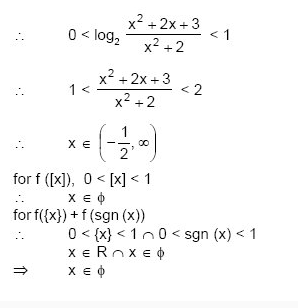 ∴ 0 < log₂ (x² + 2x + 3)/(x² + 2) < 1
∴ 1 < (x² + 2x + 3)/(x² + 2) < 2
∴ x ∈ (−1/2, ∞)
for f ([x]), 0 < [x] < 1
∴ x ∈ ϕ
for f({x}) + f (sgn (x))
∴ 0 < {x} < 1 ∩ 0 < sgn (x) < 1
x ∈ R ∩ x ∈ ϕ
⇒ x ∈ ϕ